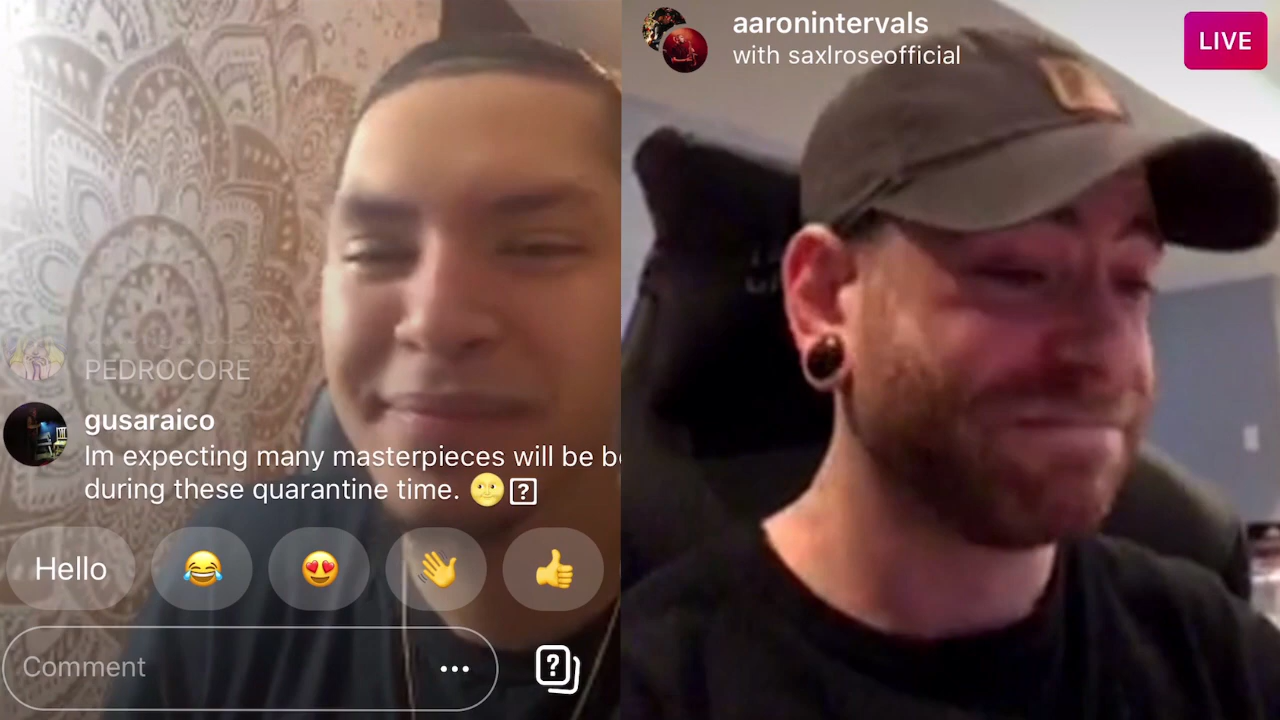 aaronintervals
with saxlroseofficial
LIVE
PEDROCORE
gusaraico
Im expecting many masterpieces will be b
during these quarantine time. 🌝?
Hello
😂 😍 👋 👍
Comment
...
?